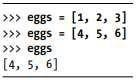 >>> eggs = [1, 2, 3]
>>> eggs = [4, 5, 6]
>>> eggs
[4, 5, 6]